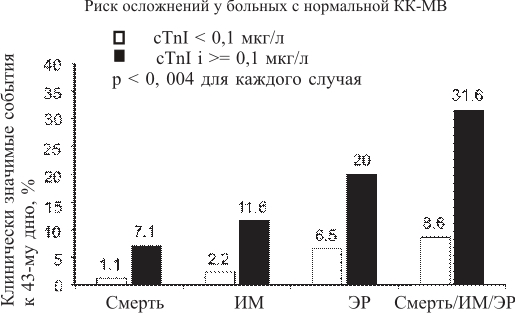 Риск осложнений у больных с нормальной КК-МВ
cTnI < 0,1 мкг/л
cTnI i >= 0,1 мкг/л
p < 0, 004 для каждого случая
Клинически значимые события
к 43-му дню, %
40
35
30
25
20
15
10
5
0
1.1
7.1
2.2
11.6
6.5
20
8.6
31.6
Смерть
ИМ
ЭР
Смерть/ИМ/ЭР